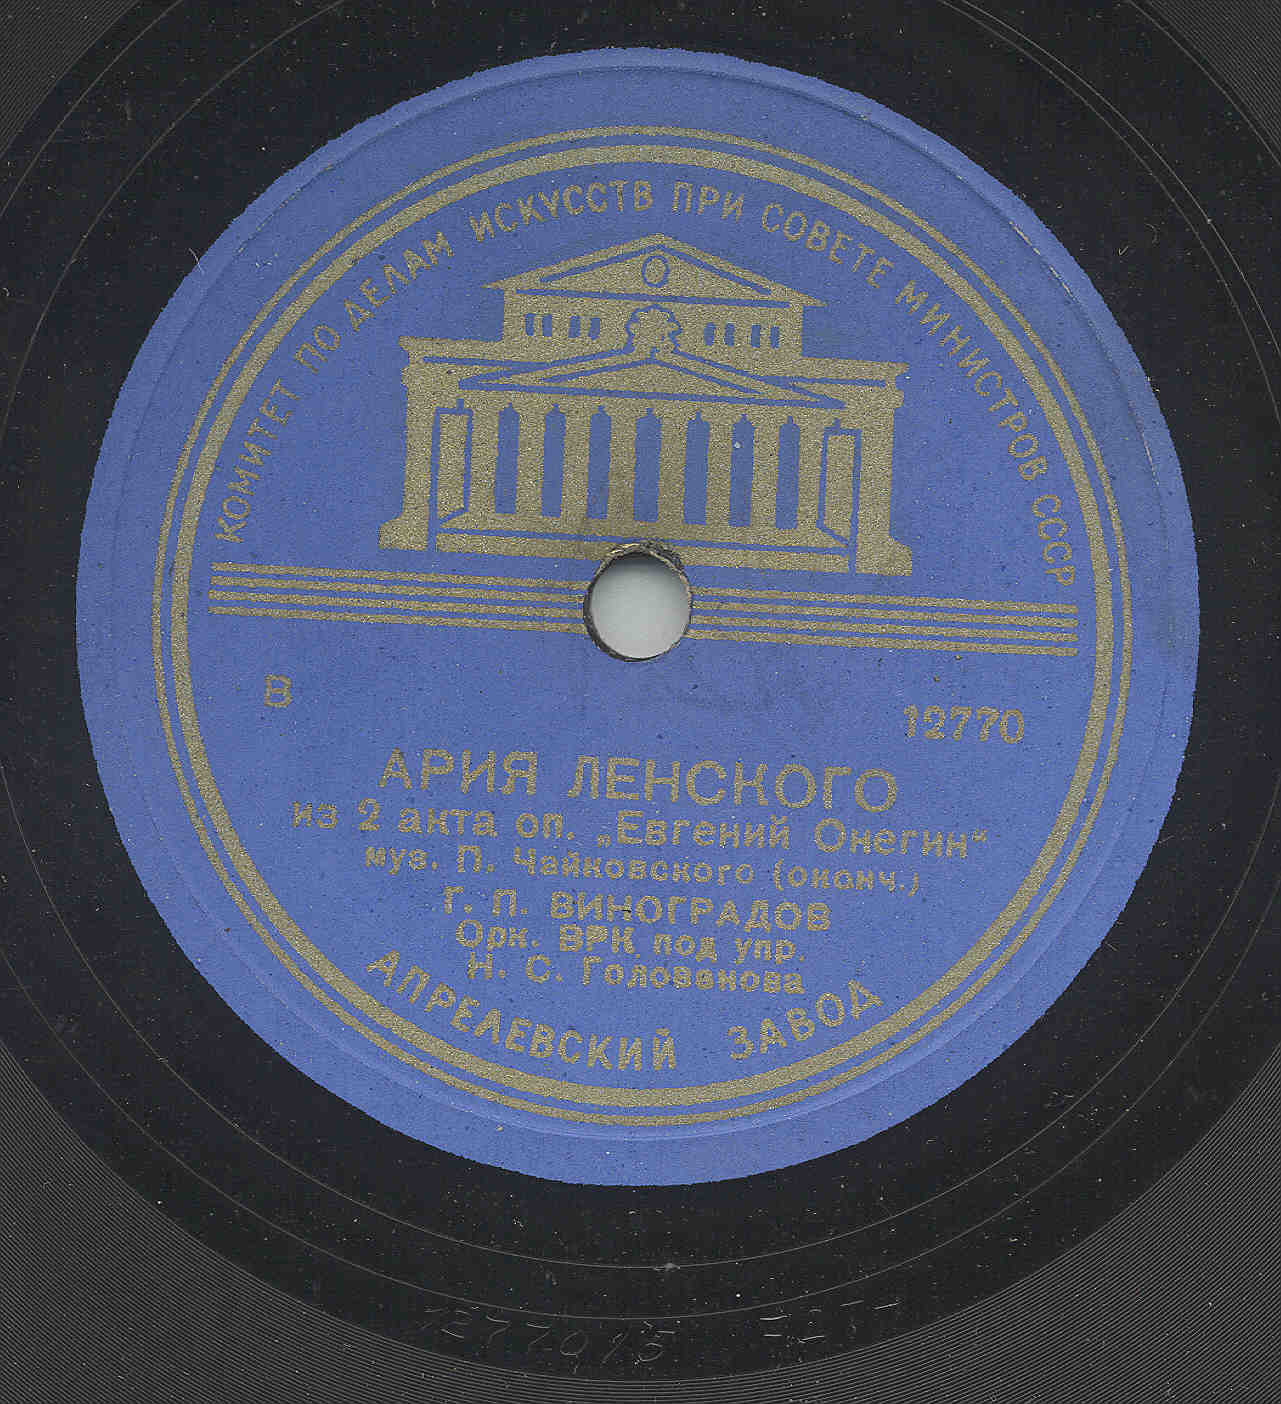 КОМИТЕТ ПО ДЕЛАМ ИСКУССТВ ПРИ СОВЕТЕ МИНИСТРОВ СССР
В 12770
АРИЯ ЛЕНСКОГО
из 2 акта оп. „Евгений Онегин“
муз. П. Чайковского (оконч.)
Г. П. ВИНОГРАДОВ
Орк. ВРК под упр.
Н. С. Голованова
АПРЕЛЕВСКИЙ ЗАВОД